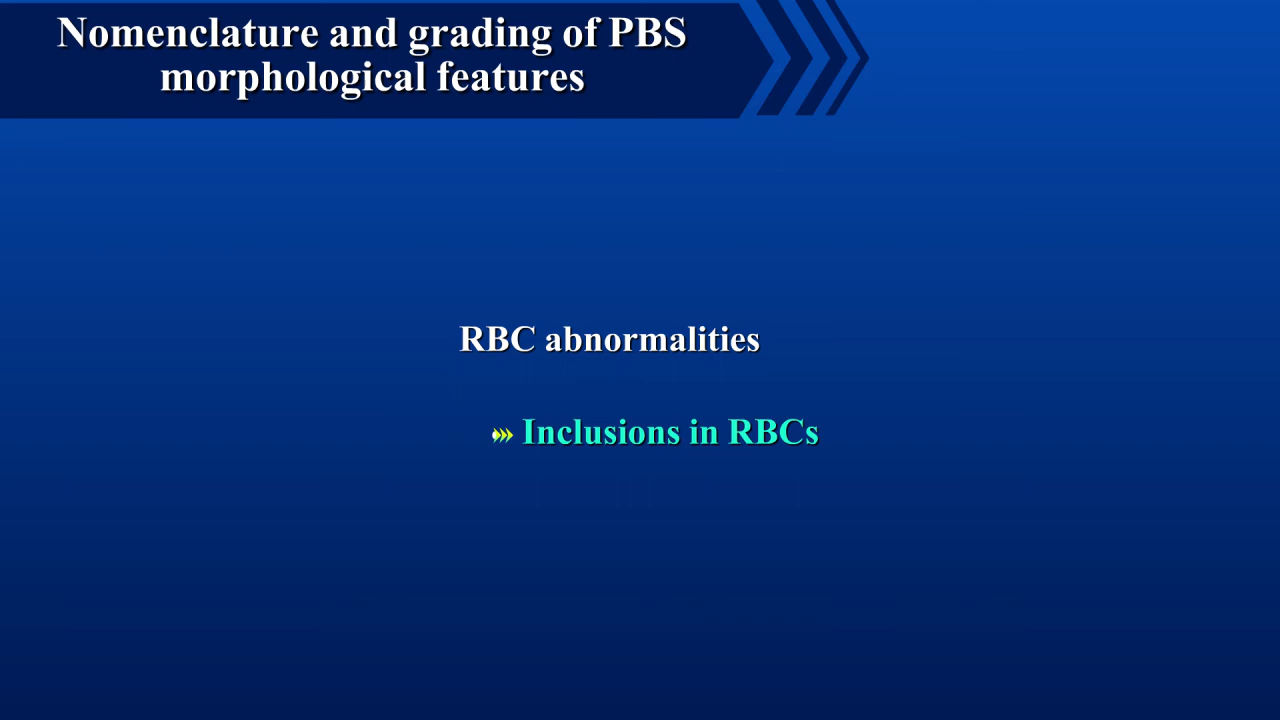 Nomenclature and grading of PBS
morphological features
RBC abnormalities
Inclusions in RBCs